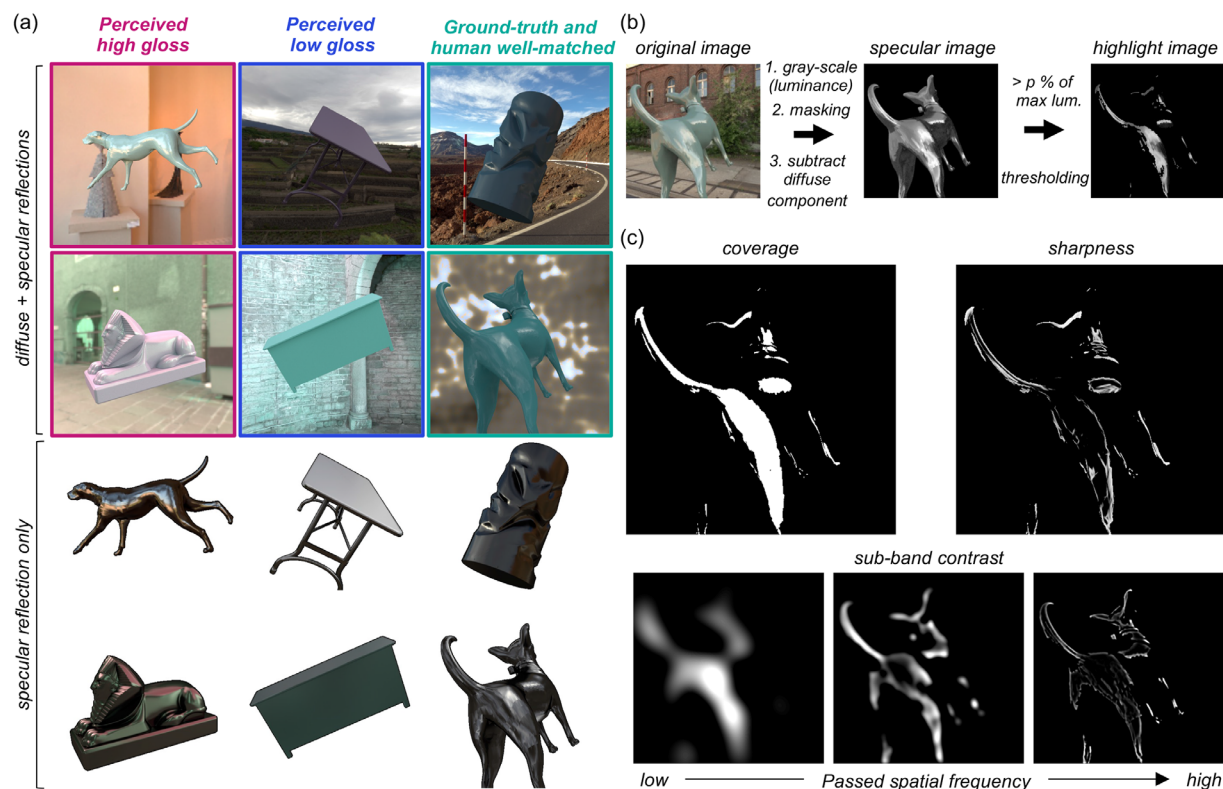 (a)
Perceived
high gloss
Perceived
low gloss
Ground-truth and
human well-matched
diffuse + specular reflections
specular reflection only
(b)
original image
1. gray-scale
(luminance)
2. masking
3. subtract
diffuse
component
specular image
> p % of
max lum.
thresholding
highlight image
(c)
coverage
sharpness
sub-band contrast
low
Passed spatial frequency
high